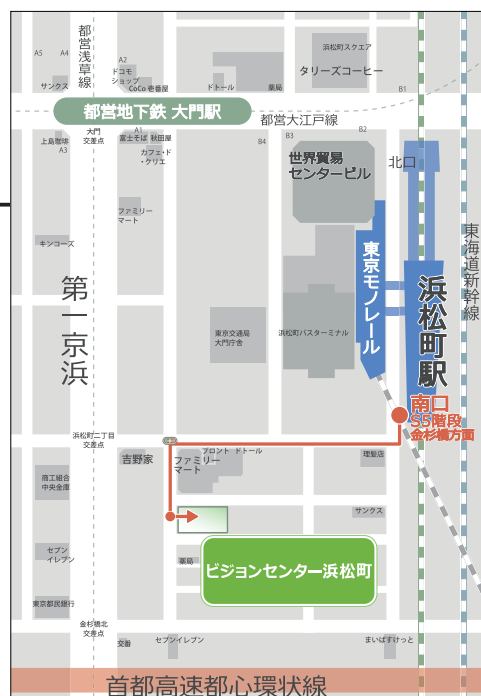 都営浅草線
A5
A4
サンクス
A2
ドコモ
ショップ
CoCo 壱番屋
ドトール
薬局
浜松町スクエア
タリーズコーヒー
B1
都営地下鉄 大門駅
都営大江戸線
大門
交差点
上島珈琲
A3
A1
富士そば
秋田屋
カフェ・ド
・クリエ
B4
B3
B2
世界貿易
センタービル
北口
ファミリー
マート
キンコーズ
第一京浜
東京モノレール
浜松町駅
東海道新幹線
東京交通局
大門庁舎
浜松町バスターミナル
南口
S5階段
金杉橋方面
浜松町二丁目
交差点
吉野家
ファミリー
マート
プロント
ドトール
理髪店
商工組合
中央金庫
サンクス
セブン
イレブン
薬局
ビジョンセンター浜松町
東京都民銀行
金杉橋北
交差点
交番
セブンイレブン
まいばすけっと
首都高速都心環状線